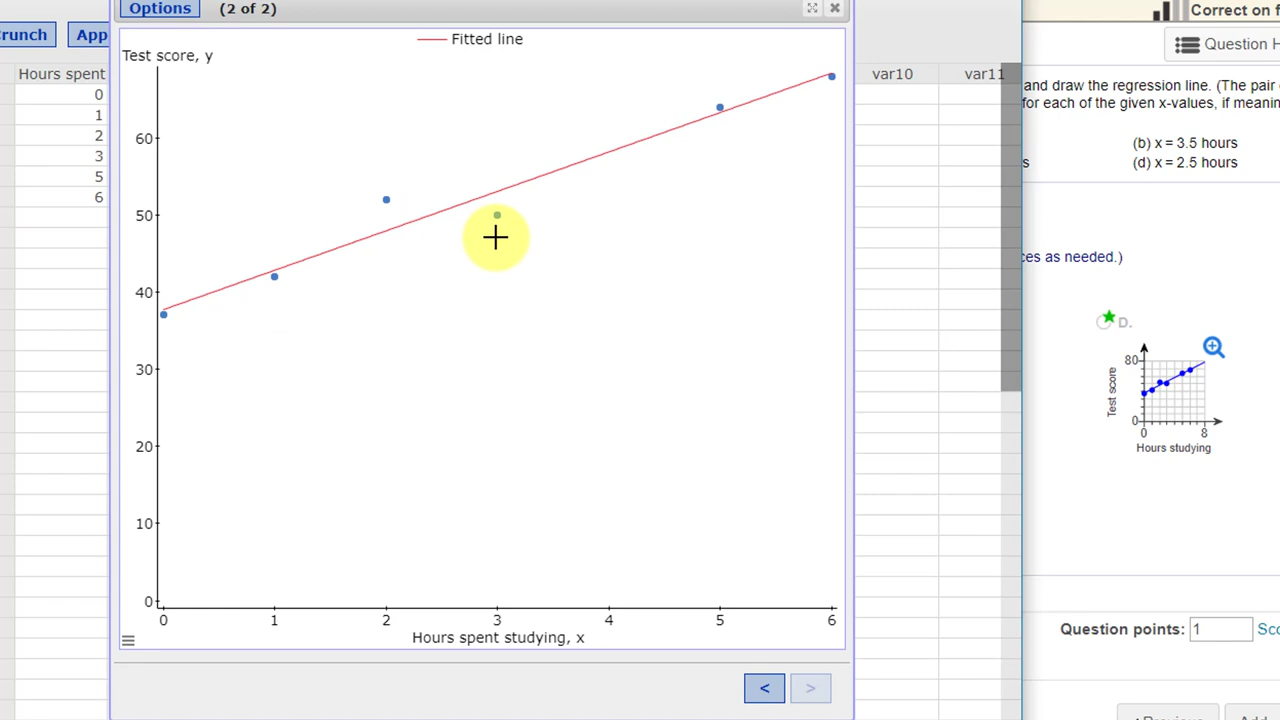 Options (2 of 2)
Correct on f
Crunch App
Question H
Fitted line
Test score, y
Hours spent var10 var11
0
1
2
3
5
6
and draw the regression line. (The pair
for each of the given x-values, if meanin
(b) x = 3.5 hours
s (d) x = 2.5 hours
ces as needed.)
60
50
40
30
20
10
0
0 1 2 3 4 5 6
Hours spent studying, x
D.
80
Test score
0
0 8
Hours studying
Question points: 1 Sco
< >
Previous Add